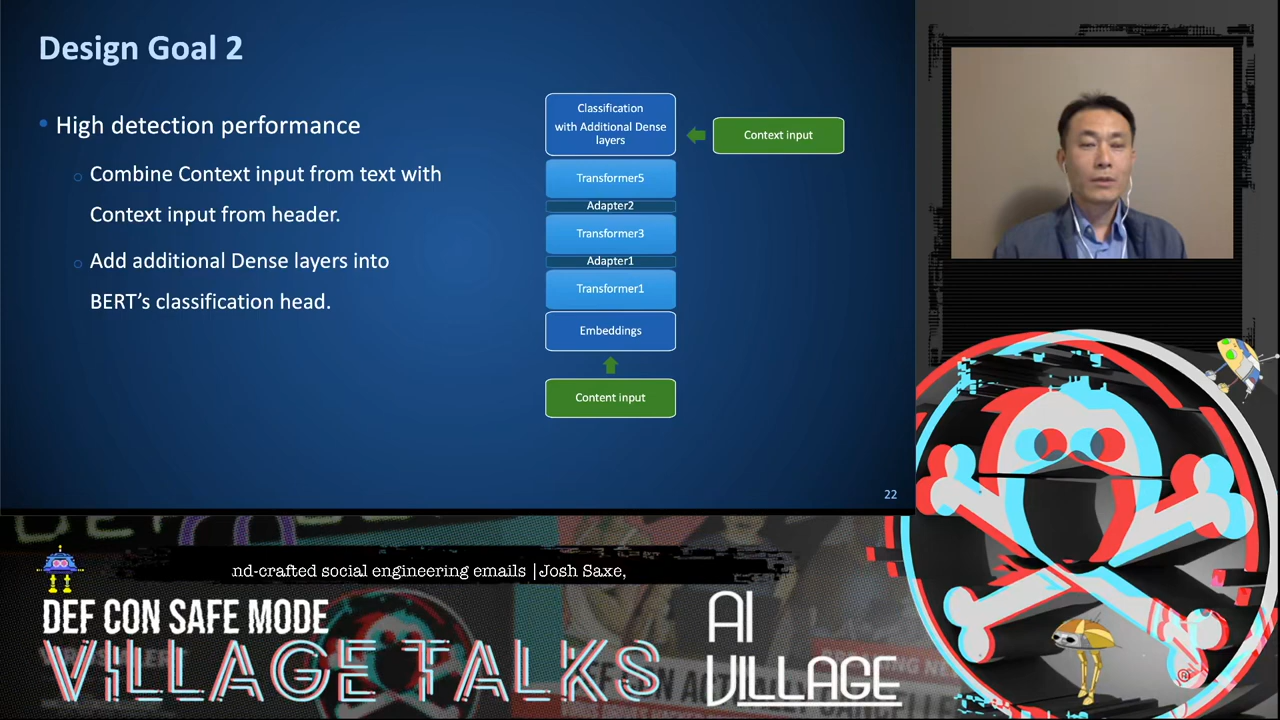 Design Goal 2
High detection performance
Combine Context input from text with
Context input from header.
Add additional Dense layers into
BERT's classification head.
Classification
with Additional Dense
layers
Context input
Transformer5
Adapter2
Transformer3
Adapter1
Transformer1
Embeddings
Content input
22
nd-crafted social engineering emails | Josh Saxe,
DEF CON SAFE MODE
VILLAGE TALKS
AI
VILLAGE